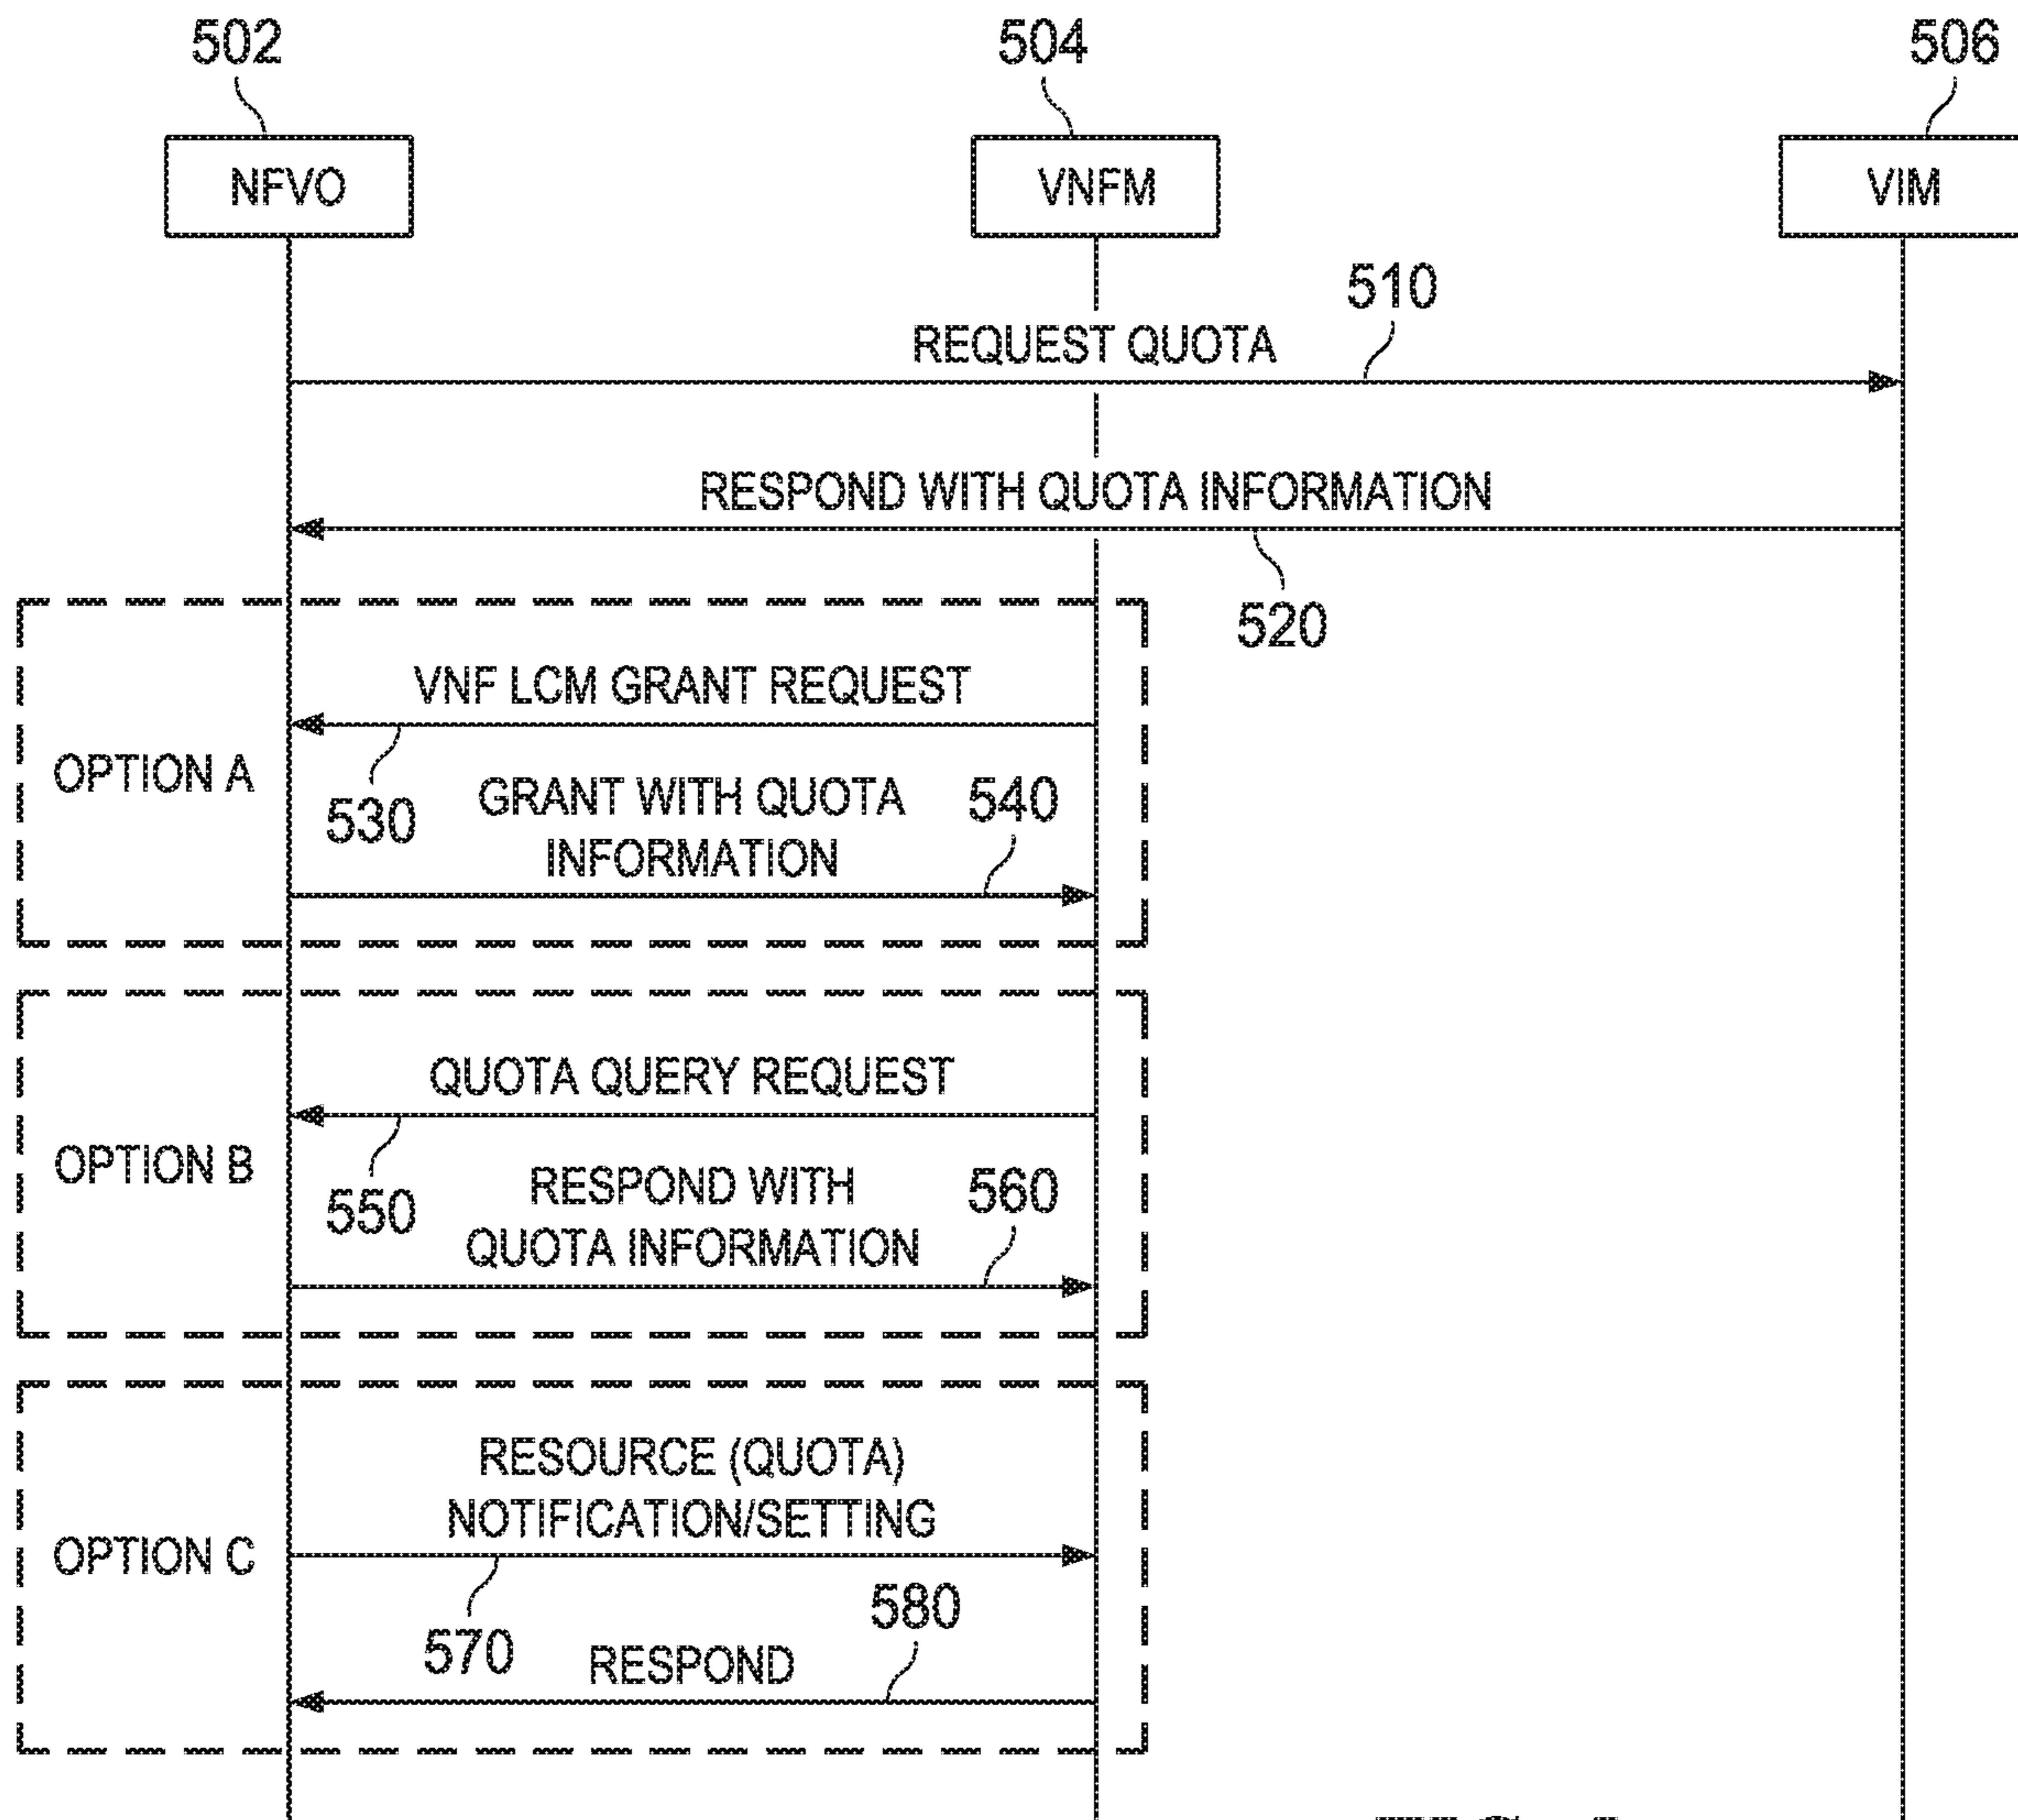 502
504
506
NFVO
VNFM
VIM
510
REQUEST QUOTA
RESPOND WITH QUOTA INFORMATION
520
OPTION A
VNF LCM GRANT REQUEST
530
GRANT WITH QUOTA
INFORMATION
540
OPTION B
QUOTA QUERY REQUEST
550
RESPOND WITH
QUOTA INFORMATION
560
OPTION C
RESOURCE (QUOTA)
NOTIFICATION/SETTING
570
580
RESPOND